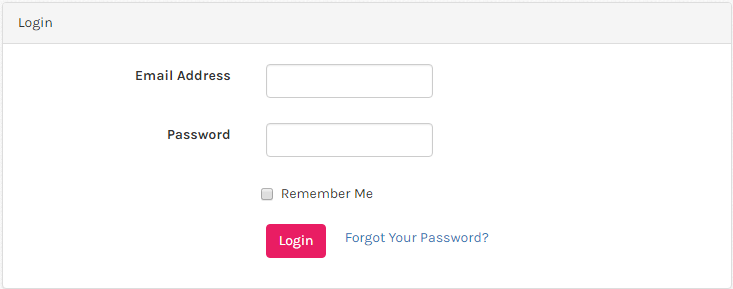 Login
Email Address
Password
Remember Me
Login Forgot Your Password?